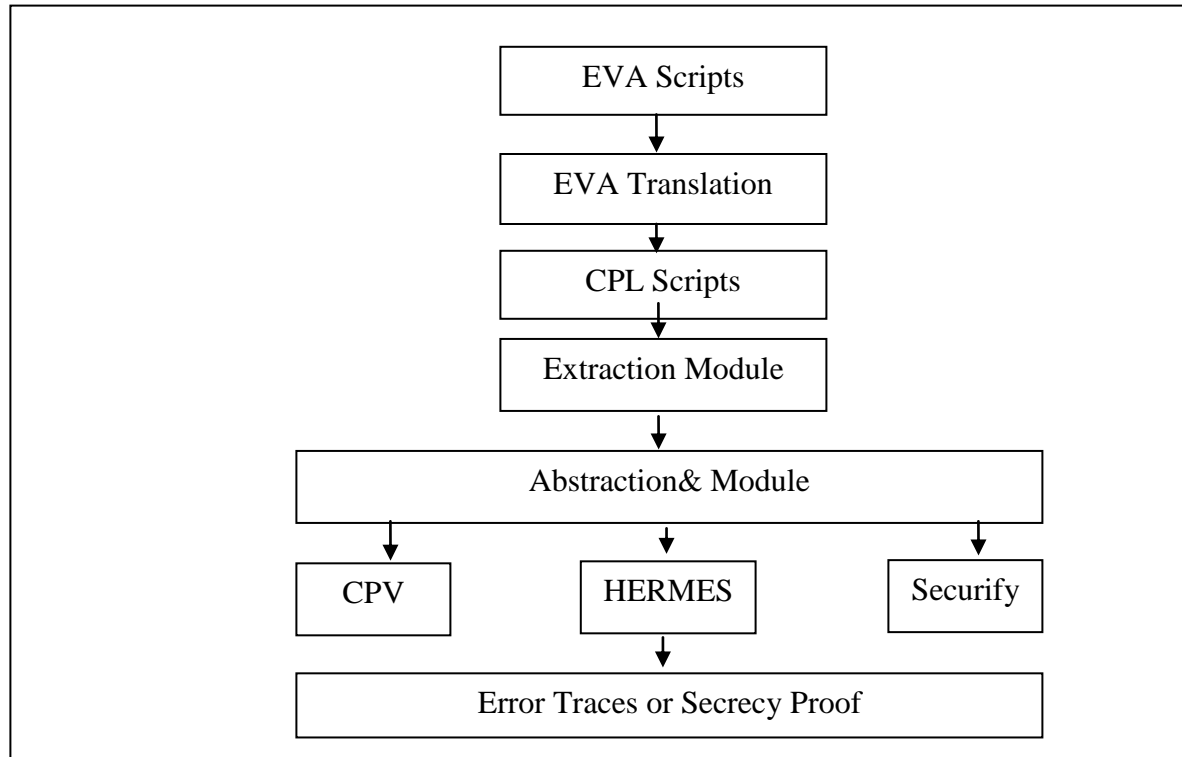 EVA Scripts
EVA Translation
CPL Scripts
Extraction Module
Abstraction& Module
CPV
HERMES
Securify
Error Traces or Secrecy Proof